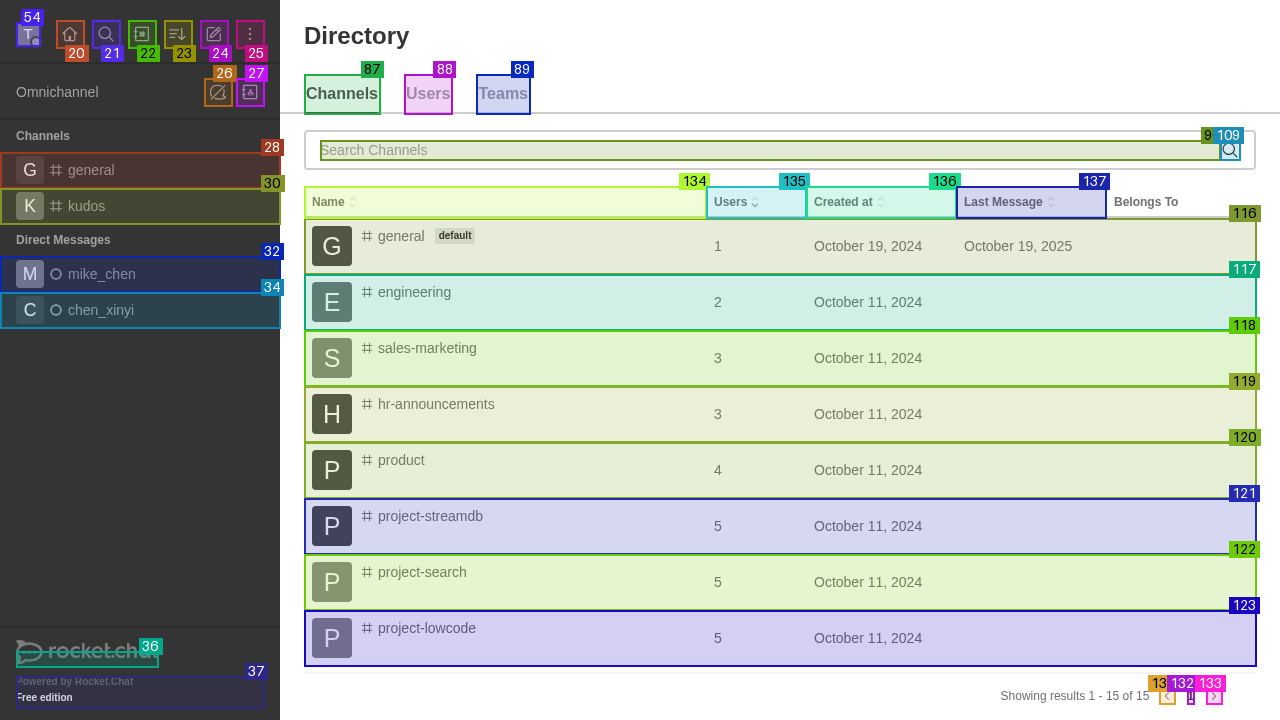 54
T
20
21
22
23
24
25
26
27
Omnichannel
Channels
28
G general
30
K kudos
Direct Messages
32
M mike_chen
34
C chen_xinyi
36
rocket.chat
37
Powered by Rocket.Chat
Free edition
Directory
87
88
89
Channels Users Teams
109
Search Channels
134
135
136
137
Name Users Created at Last Message Belongs To
116
G general default 1 October 19, 2024 October 19, 2025
117
E engineering 2 October 11, 2024
118
S sales-marketing 3 October 11, 2024
119
H hr-announcements 3 October 11, 2024
120
P product 4 October 11, 2024
121
P project-streamdb 5 October 11, 2024
122
P project-search 5 October 11, 2024
123
P project-lowcode 5 October 11, 2024
132
133
Showing results 1 - 15 of 15 1